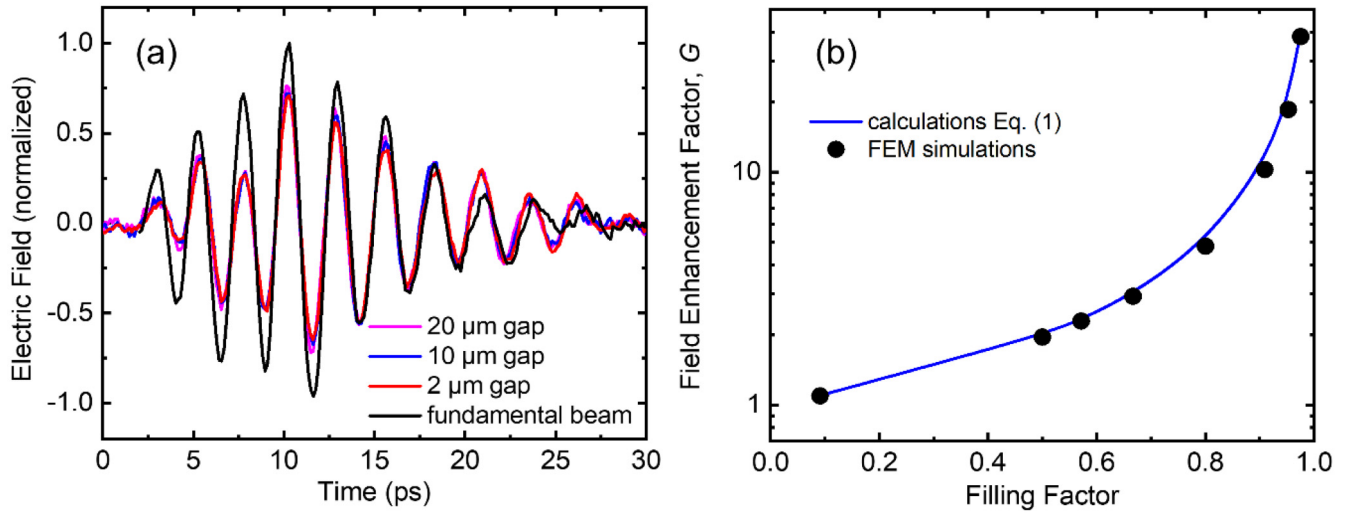 (a)
1.0
0.5
0.0
-0.5
-1.0
Electric Field (normalized)
20 µm gap
10 µm gap
2 µm gap
fundamental beam
0 5 10 15 20 25 30
Time (ps)
(b)
Field Enhancement Factor, G
10
1
calculations Eq. (1)
FEM simulations
0.0 0.2 0.4 0.6 0.8 1.0
Filling Factor